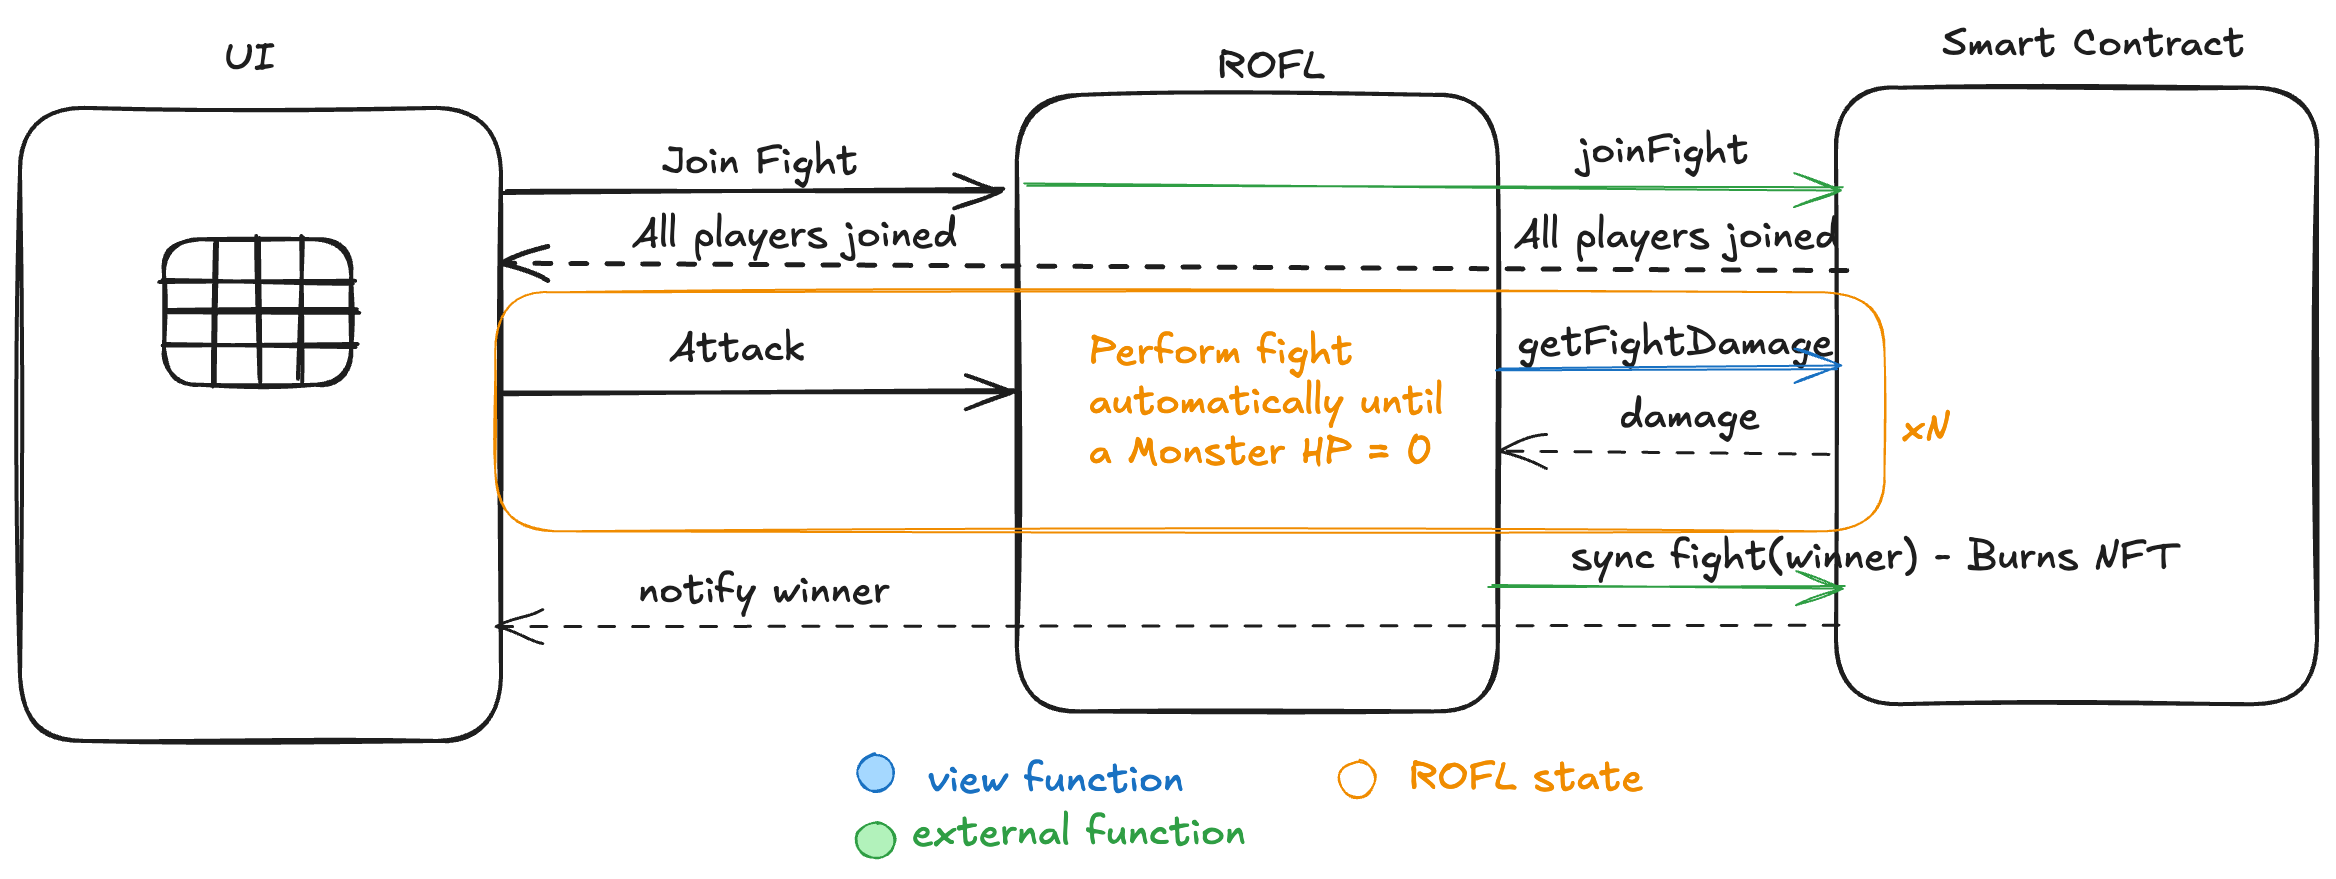 UI
ROFL
Smart Contract
Join Fight
joinFight
All players joined
All players joined
Attack
Perform fight
automatically until
a Monster HP = 0
getFightDamage
damage
xN
sync fight(winner) - Burns NFT
notify winner
view function
ROFL state
external function